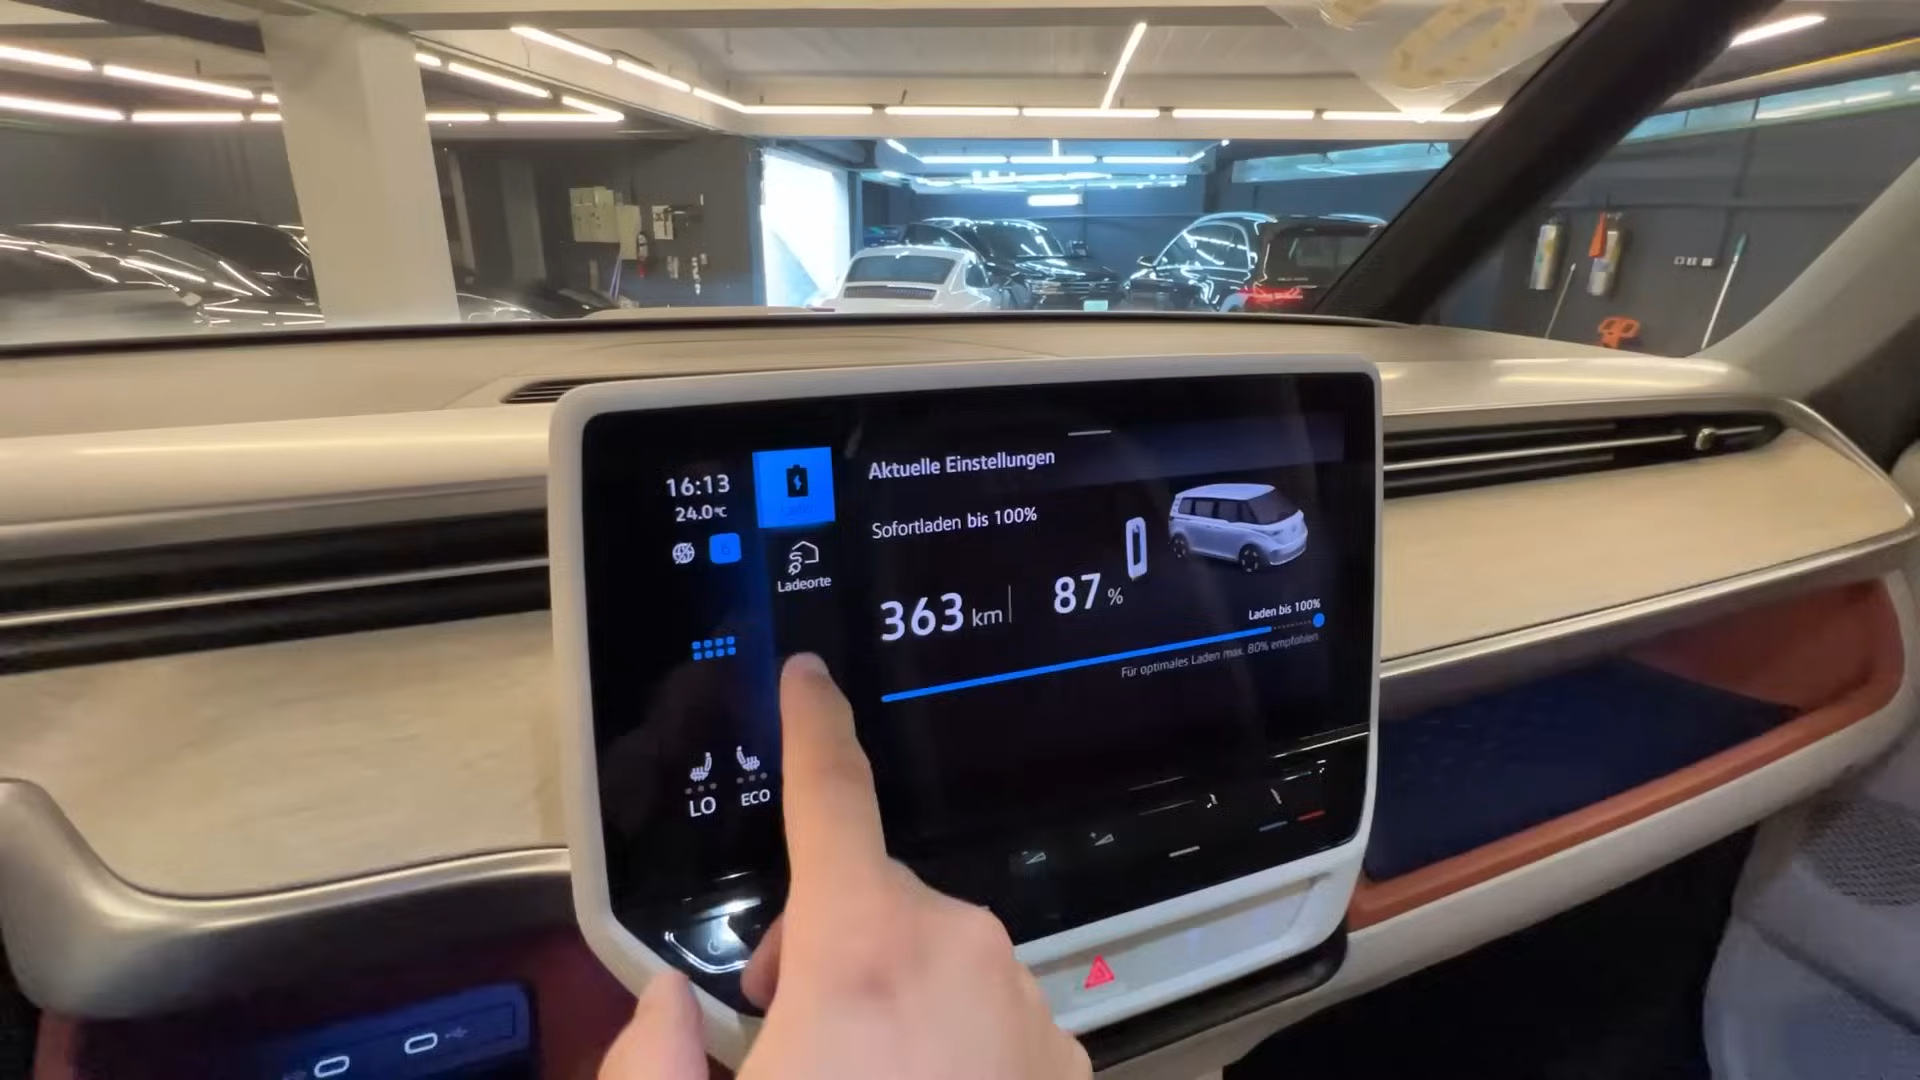 16:13
24.0°C
Ladeorte
LO
ECO
Aktuelle Einstellungen
Sofortladen bis 100%
363 km
87 %
Laden bis 100%
Für optimales Laden max. 80% empfohlen